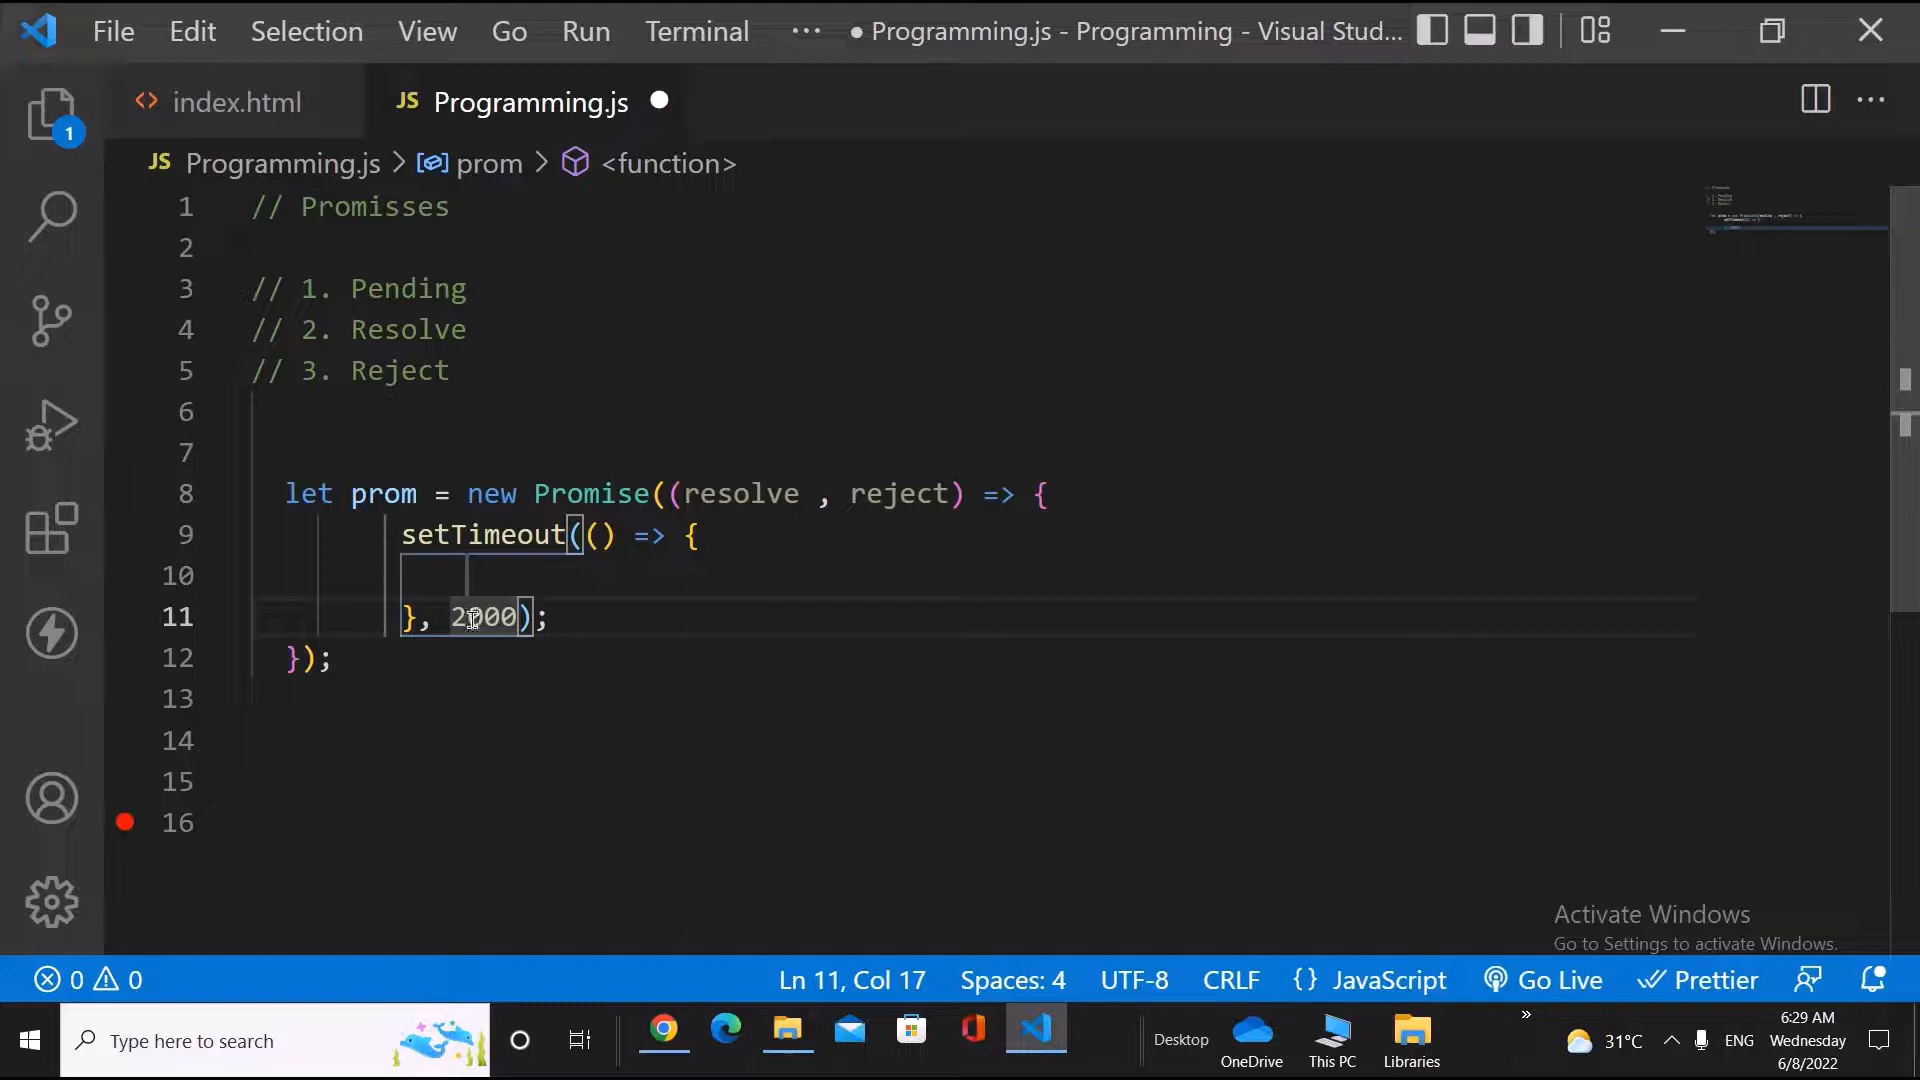 File Edit Selection View Go Run Terminal ··· ● Programming.js - Programming - Visual Stud...
index.html JS Programming.js
JS Programming.js > prom > <function>
1 // Promisses
2
3 // 1. Pending
4 // 2. Resolve
5 // 3. Reject
6
7
8 let prom = new Promise((resolve , reject) => {
9 setTimeout(() => {
10
11 }, 2000);
12 });
13
14
15
16
1
Activate Windows
Go to Settings to activate Windows.
0 0 Ln 11, Col 17 Spaces: 4 UTF-8 CRLF {} JavaScript Go Live Prettier
Type here to search
Desktop
OneDrive
This PC
Libraries
»
31°C
ENG
6:29 AM
Wednesday
6/8/2022